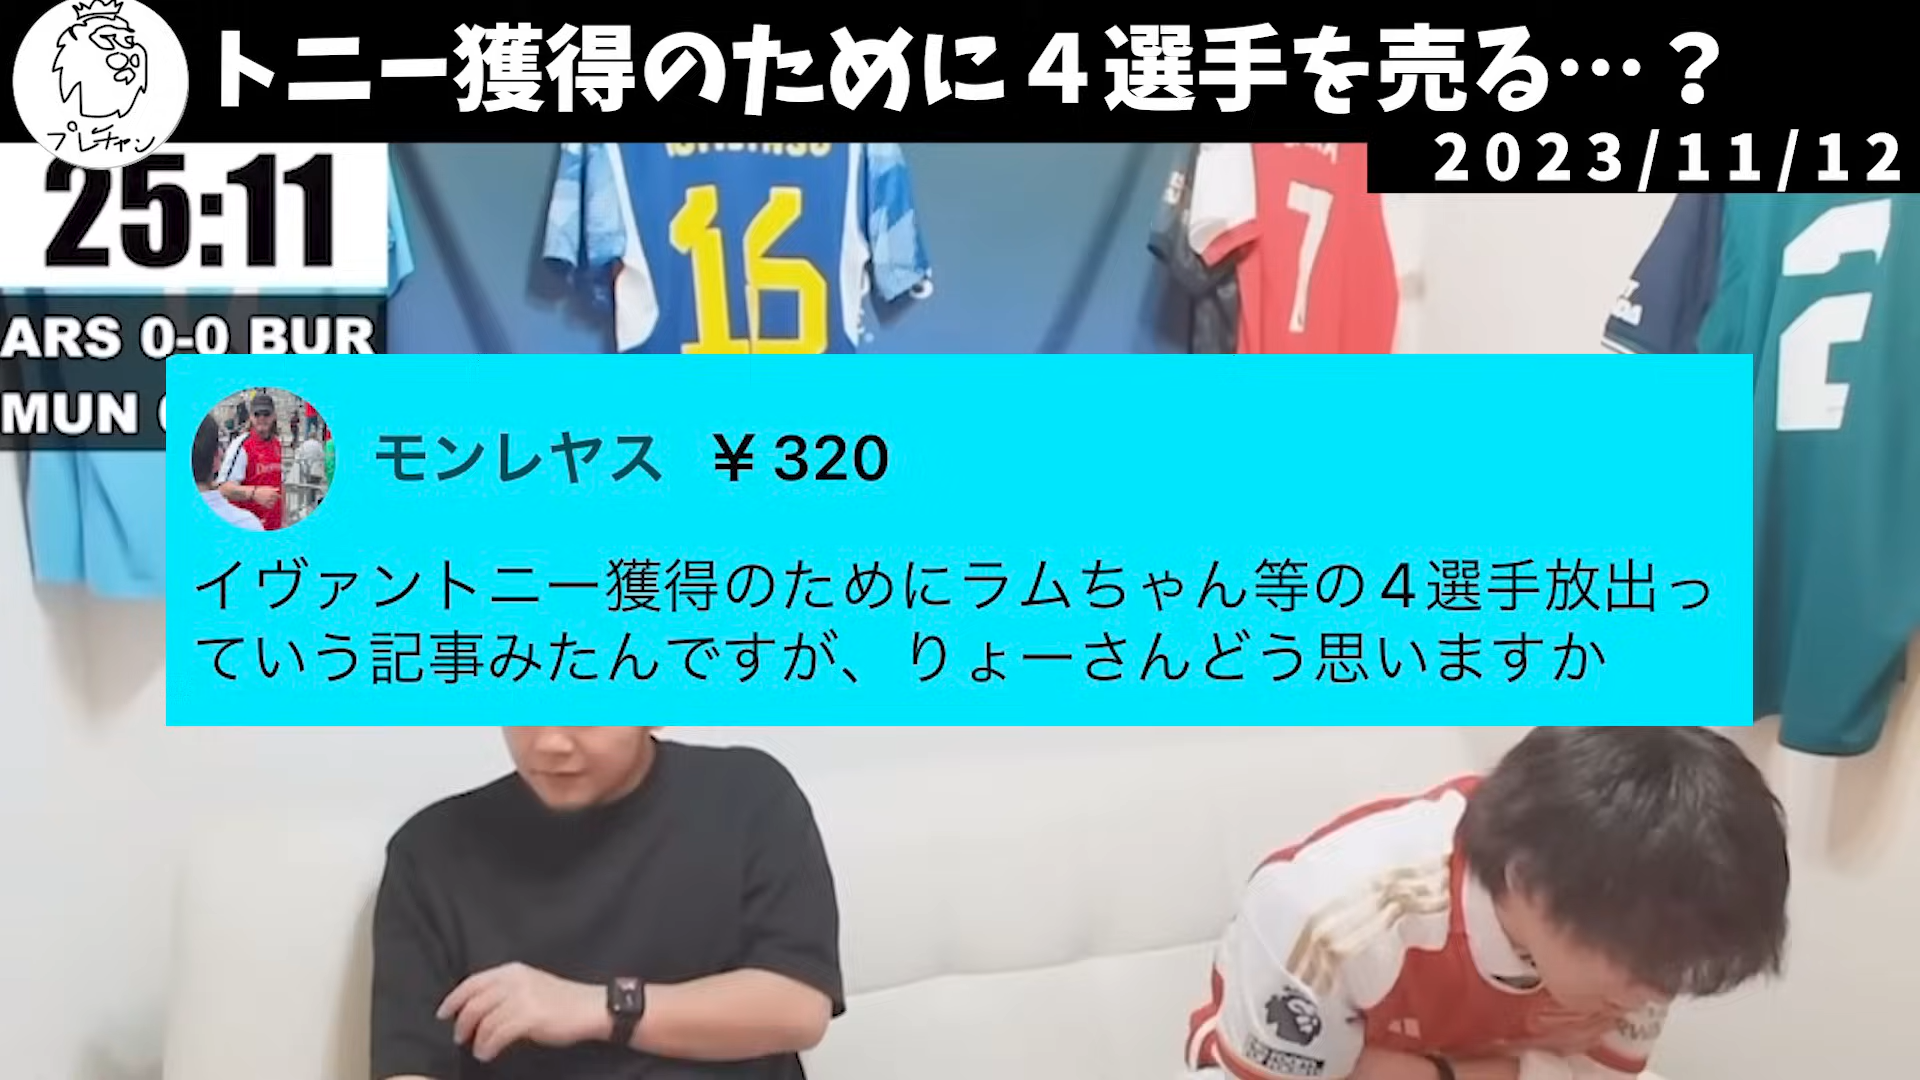 トニー獲得のために４選手を売る…？
プレチャン
2023/11/12
25:11
16
7
2
ARS 0-0 BUR
MUN
モンレヤス ￥320
イヴァントニー獲得のためにラムちゃん等の４選手放出っ
ていう記事みたんですが、りょーさんどう思いますか